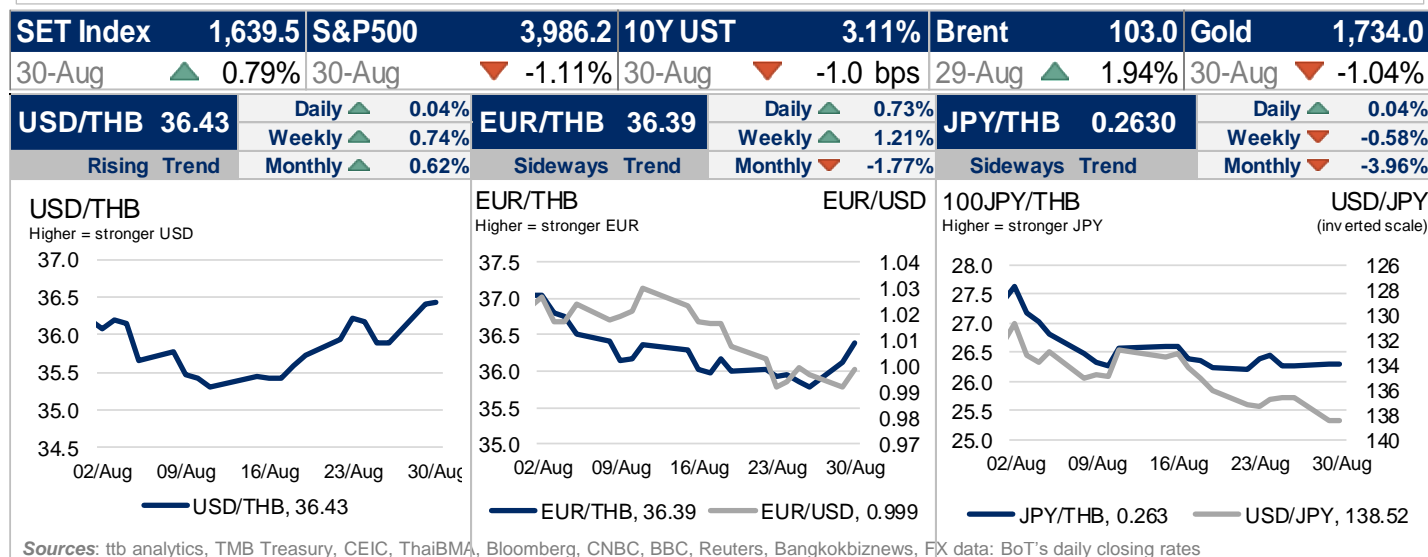 SET Index 1,639.5 S&P500 3,986.2 10Y UST 3.11% Brent 103.0 Gold 1,734.0
30-Aug 0.79% 30-Aug -1.11% 30-Aug -1.0 bps 29-Aug 1.94% 30-Aug -1.04%
USD/THB 36.43
Rising Trend
Daily 0.04%
Weekly 0.74%
Monthly 0.62%
EUR/THB 36.39
Sideways Trend
Daily 0.73%
Weekly 1.21%
Monthly -1.77%
JPY/THB 0.2630
Sideways Trend
Daily 0.04%
Weekly -0.58%
Monthly -3.96%
USD/THB
Higher = stronger USD
37.0
36.5
36.0
35.5
35.0
34.5
02/Aug 09/Aug 16/Aug 23/Aug 30/Aug
USD/THB, 36.43
EUR/THB EUR/USD
Higher = stronger EUR
37.5
37.0
36.5
36.0
35.5
35.0
1.04
1.03
1.02
1.01
1.00
0.99
0.98
0.97
02/Aug 09/Aug 16/Aug 23/Aug 30/Aug
EUR/THB, 36.39 EUR/USD, 0.999
100JPY/THB USD/JPY
Higher = stronger JPY (inverted scale)
28.0
27.5
27.0
26.5
26.0
25.5
25.0
126
128
130
132
134
136
138
140
02/Aug 09/Aug 16/Aug 23/Aug 30/Aug
JPY/THB, 0.263 USD/JPY, 138.52
Sources: ttb analytics, TMB Treasury, CEIC, ThaiBMA, Bloomberg, CNBC, BBC, Reuters, Bangkokbiznews, FX data: BoT's daily closing rates